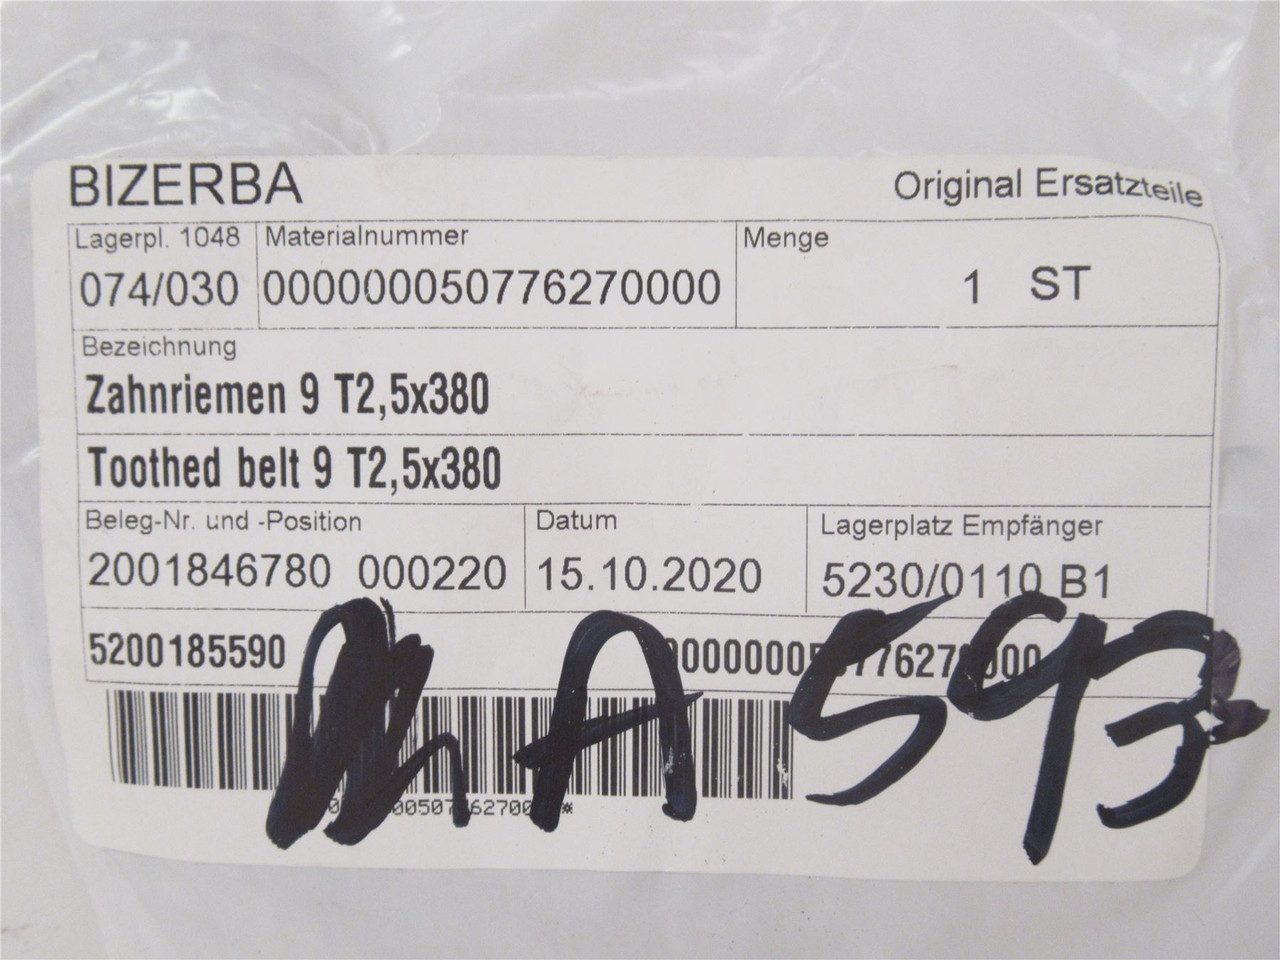 BIZERBA Original Ersatzteile
Lagerpl. 1048 Materialnummer Menge
074/030 000000050776270000 1 ST
Bezeichnung
Zahnriemen 9 T2,5x380
Toothed belt 9 T2,5x380
Beleg-Nr. und -Position Datum Lagerplatz Empfänger
2001846780 000220 15.10.2020 5230/0110 B1
5200185590
A 593